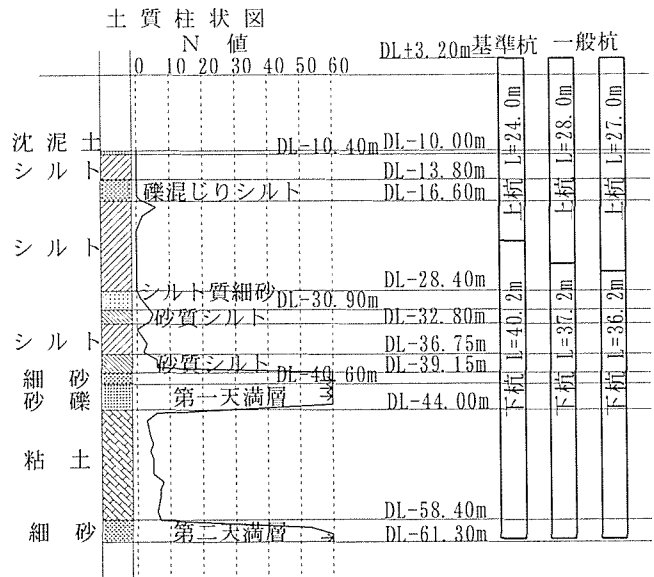 土質柱状図
N 値
DL+3.20m 基準杭 一般杭
0 10 20 30 40 50 60
沈泥土 DL-10.40m DL-10.00m
シルト DL-13.80m
礫混じりシルト DL-16.60m
シルト DL-28.40m
シルト質細砂 DL-30.90m
砂質シルト DL-32.80m
シルト DL-36.75m
砂質シルト DL-39.15m
細砂 DL-40.60m
砂礫 第一天満層 DL-44.00m
粘土 DL-58.40m
細砂 第二天満層 DL-61.30m
上杭 L=24.0m
下杭 L=40.2m
上杭 L=28.0m
下杭 L=37.2m
上杭 L=27.0m
下杭 L=36.2m